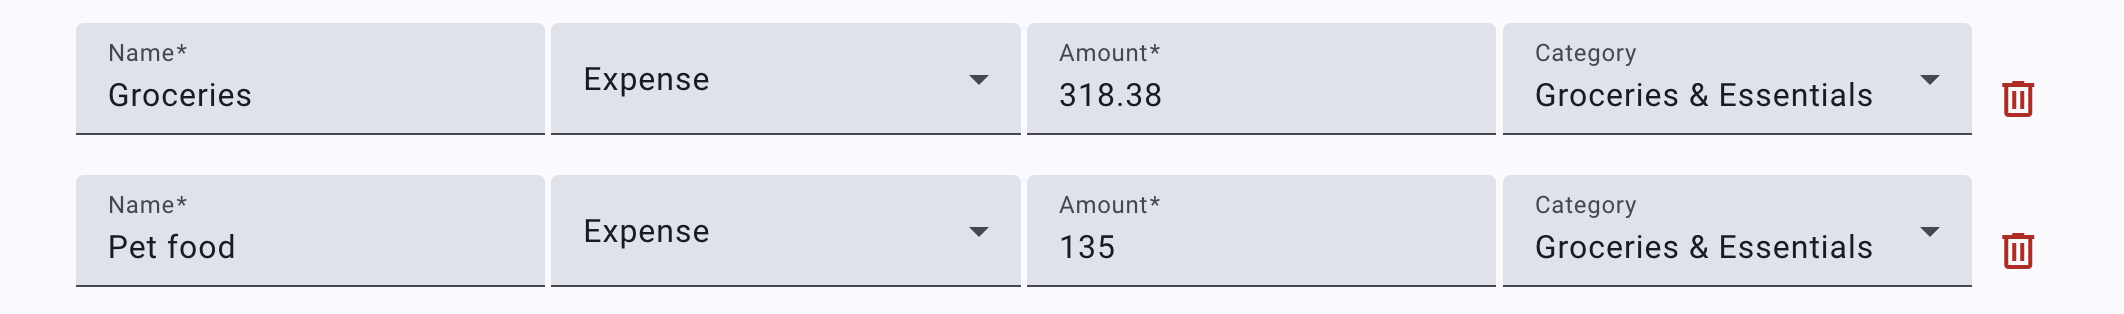 Name*
Groceries
Expense
Amount*
318.38
Category
Groceries & Essentials
Name*
Pet food
Expense
Amount*
135
Category
Groceries & Essentials